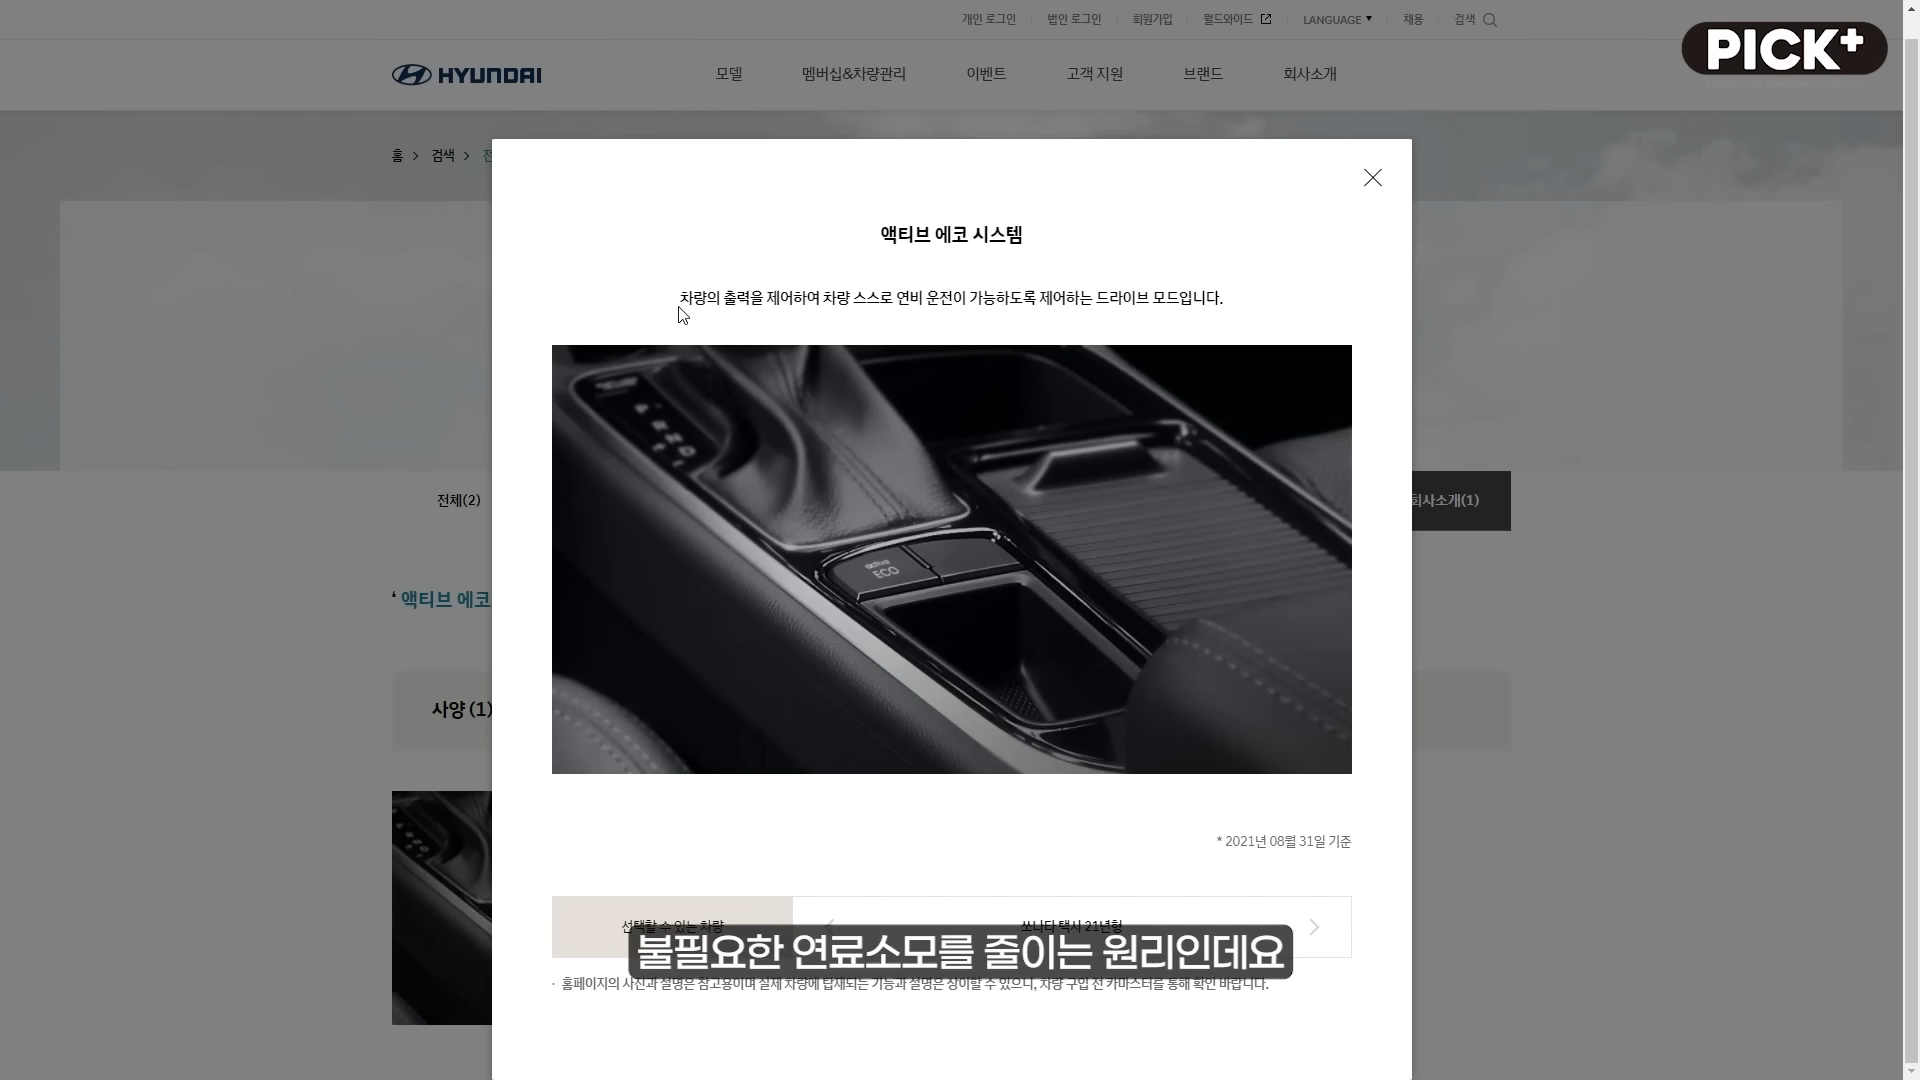 개인 로그인
법인 로그인
회원가입
월드와이드
LANGUAGE
채용
검색
PICK+
HYUNDAI
모델
멤버십&차량관리
이벤트
고객 지원
브랜드
회사소개
홈 > 검색 > 전
액티브 에코 시스템
차량의 출력을 제어하여 차량 스스로 연비 운전이 가능하도록 제어하는 드라이브 모드입니다.
P
R
N
D
active
ECO
전체(2)
회사소개(1)
‘ 액티브 에코
사양 (1)
* 2021년 08월 31일 기준
선택할 수 있는 차량
쏘나타 택시 21년형
불필요한 연료소모를 줄이는 원리인데요
· 홈페이지의 사진과 설명은 참고용이며 실제 차량에 탑재되는 기능과 설명은 상이할 수 있으니, 차량 구입 전 카마스터를 통해 확인 바랍니다.